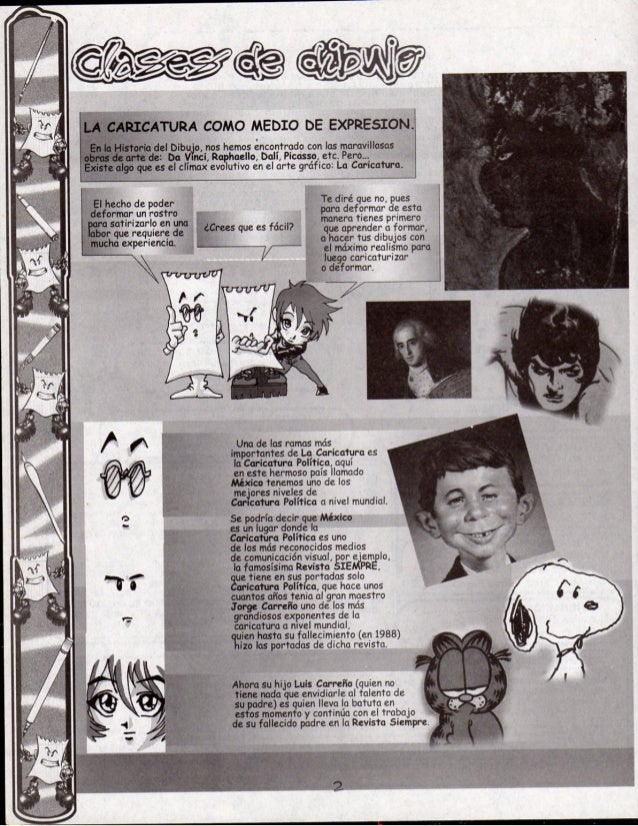 Clases de dibujo
LA CARICATURA COMO MEDIO DE EXPRESION.
En la Historia del Dibujo, nos hemos encontrado con las maravillosas
obras de arte de: Da Vinci, Raphaello, Dalí, Picasso, etc. Pero...
Existe algo que es el clímax evolutivo en el arte gráfico: La Caricatura.
El hecho de poder
deformar un rostro
para satirizarlo en una
labor que requiere de
mucha experiencia.
¿Crees que es fácil?
Te diré que no, pues
para deformar de esta
manera tienes primero
que aprender a formar,
a hacer tus dibujos con
el máximo realismo para
luego caricaturizar
o deformar.
Una de las ramas más
importantes de La Caricatura es
la Caricatura Política, aquí
en este hermoso país llamado
México tenemos uno de los
mejores niveles de
Caricatura Política a nivel mundial.
Se podría decir que México
es un lugar donde la
Caricatura Política es uno
de los más reconocidos medios
de comunicación visual, por ejemplo,
la famosísima Revista SIEMPRE,
que tiene en sus portadas solo
Caricatura Política, que hace unos
cuantos años tenia al gran maestro
Jorge Carreño uno de los más
grandiosos exponentes de la
caricatura a nivel mundial,
quien hasta su fallecimiento (en 1988)
hizo las portadas de dicha revista.
Ahora su hijo Luis Carreño (quien no
tiene nada que envidiarle al talento de
su padre) es quien lleva la batuta en
estos momento y continúa con el trabajo
de su fallecido padre en la Revista Siempre.
2